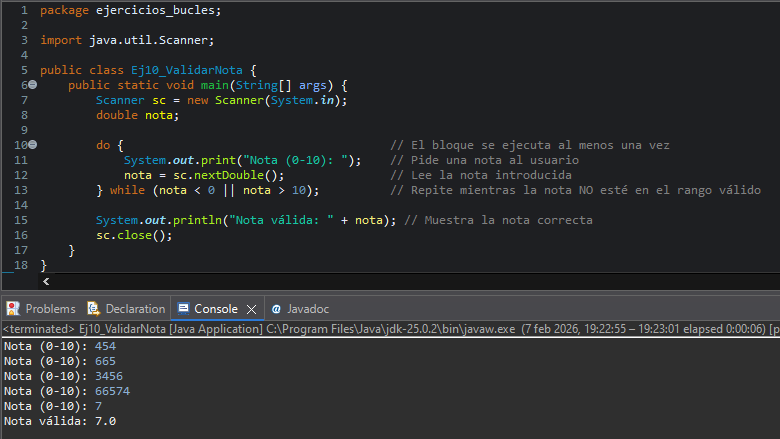 1 package ejercicios_bucles;
2
3 import java.util.Scanner;
4
5 public class Ej10_ValidarNota {
6 public static void main(String[] args) {
7 Scanner sc = new Scanner(System.in);
8 double nota;
9
10 do { // El bloque se ejecuta al menos una vez
11 System.out.print("Nota (0-10): "); // Pide una nota al usuario
12 nota = sc.nextDouble(); // Lee la nota introducida
13 } while (nota < 0 || nota > 10); // Repite mientras la nota NO esté en el rango válido
14
15 System.out.println("Nota válida: " + nota); // Muestra la nota correcta
16 sc.close();
17 }
18 }
Problems Declaration Console Javadoc
<terminated> Ej10_ValidarNota [Java Application] C:\Program Files\Java\jdk-25.0.2\bin\javaw.exe (7 feb 2026, 19:22:55 – 19:23:01 elapsed 0:00:06) [p
Nota (0-10): 454
Nota (0-10): 665
Nota (0-10): 3456
Nota (0-10): 66574
Nota (0-10): 7
Nota válida: 7.0